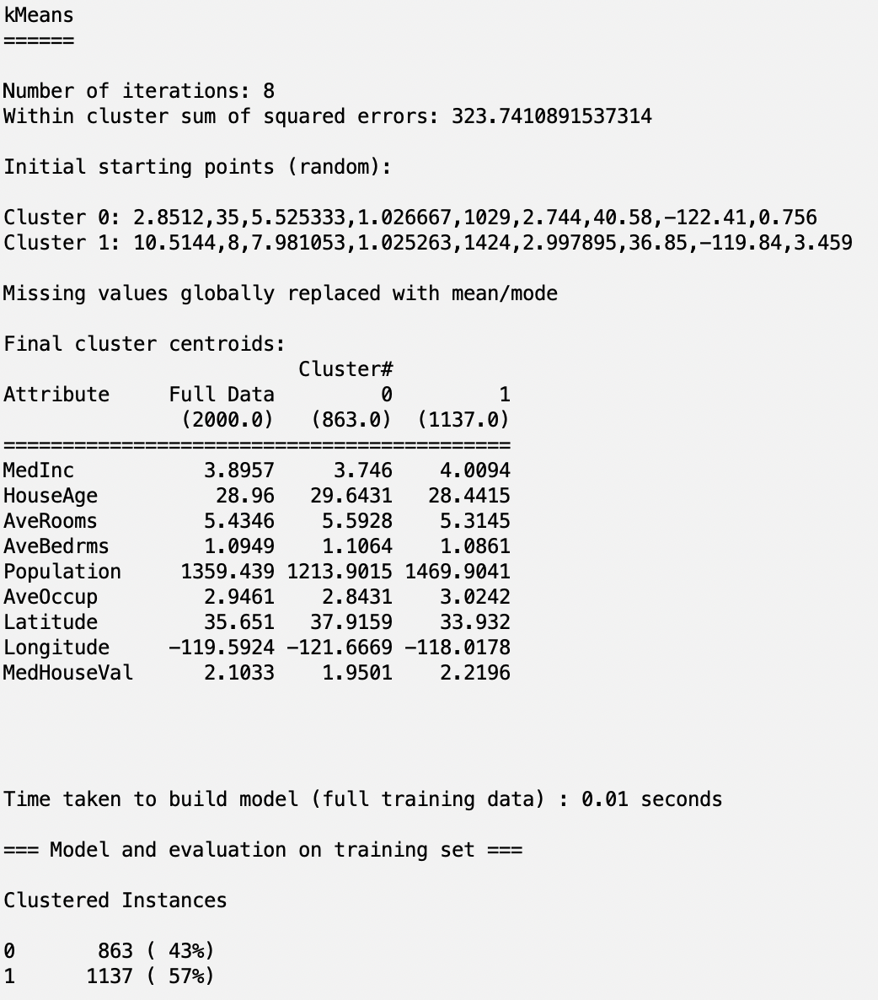 kMeans
======
Number of iterations: 8
Within cluster sum of squared errors: 323.7410891537314
Initial starting points (random):
Cluster 0: 2.8512,35,5.525333,1.026667,1029,2.744,40.58,-122.41,0.756
Cluster 1: 10.5144,8,7.981053,1.025263,1424,2.997895,36.85,-119.84,3.459
Missing values globally replaced with mean/mode
Final cluster centroids:
                         Cluster#
Attribute     Full Data         0         1
               (2000.0)   (863.0)  (1137.0)
===========================================
MedInc           3.8957     3.746    4.0094
HouseAge          28.96   29.6431   28.4415
AveRooms         5.4346    5.5928    5.3145
AveBedrms        1.0949    1.1064    1.0861
Population     1359.439 1213.9015 1469.9041
AveOccup         2.9461    2.8431    3.0242
Latitude         35.651   37.9159    33.932
Longitude     -119.5924 -121.6669 -118.0178
MedHouseVal      2.1033    1.9501    2.2196
Time taken to build model (full training data) : 0.01 seconds
=== Model and evaluation on training set ===
Clustered Instances
0       863 ( 43%)
1      1137 ( 57%)